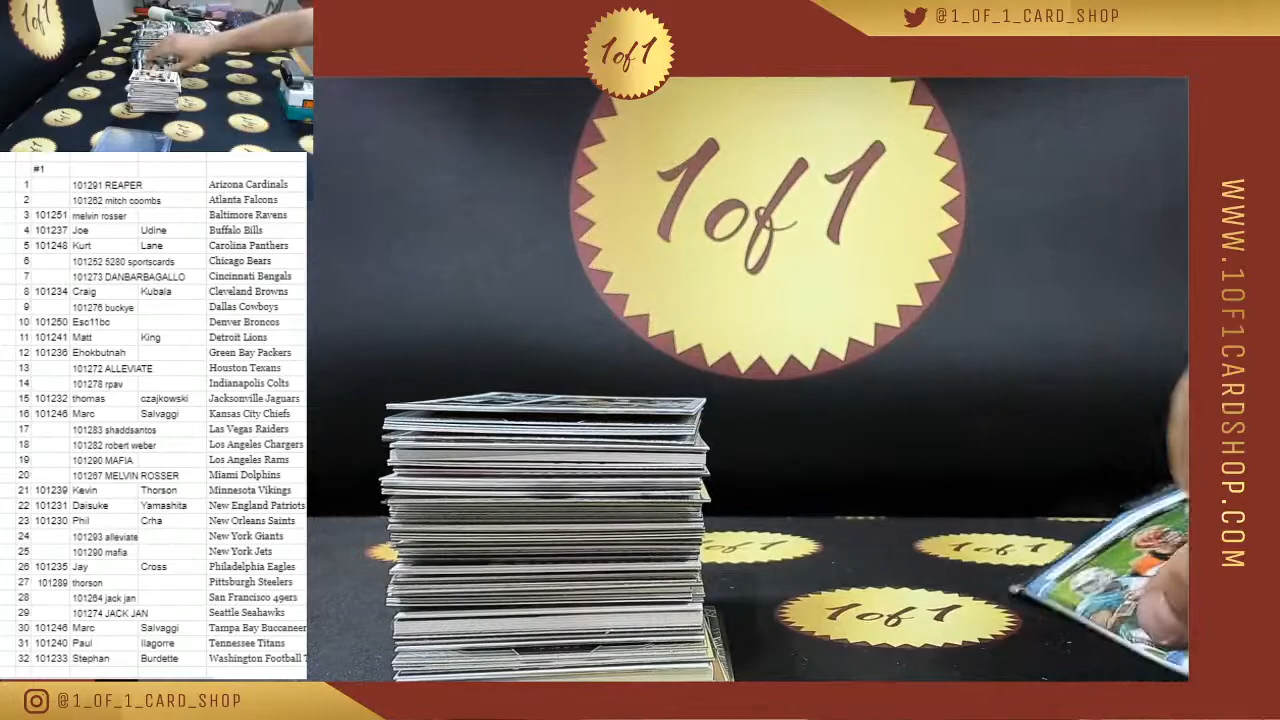 1of1
@1_OF_1_CARD_SHOP
1of1
1of1
#1
1 101291 REAPER Arizona Cardinals
2 101262 mitch coombs Atlanta Falcons
3 101251 melvin rosser Baltimore Ravens
4 101237 Joe Udine Buffalo Bills
5 101248 Kurt Lane Carolina Panthers
6 101252 5280 sportscards Chicago Bears
7 101273 DANBARBAGALLO Cincinnati Bengals
8 101234 Craig Kubala Cleveland Browns
9 101276 buckye Dallas Cowboys
10 101250 Esc11bc Denver Broncos
11 101241 Matt King Detroit Lions
12 101236 Ehokbutnah Green Bay Packers
13 101272 ALLEVIATE Houston Texans
14 101278 rpav Indianapolis Colts
15 101232 thomas czajkowski Jacksonville Jaguars
16 101246 Marc Salvaggi Kansas City Chiefs
17 101283 shaddsantos Las Vegas Raiders
18 101282 robert weber Los Angeles Chargers
19 101290 MAFIA Los Angeles Rams
20 101267 MELVIN ROSSER Miami Dolphins
21 101239 Kevin Thorson Minnesota Vikings
22 101231 Daisuke Yamashita New England Patriots
23 101230 Phil Crha New Orleans Saints
24 101293 alleviate New York Giants
25 101290 mafia New York Jets
26 101235 Jay Cross Philadelphia Eagles
27 101289 thorson Pittsburgh Steelers
28 101264 jack jan San Francisco 49ers
29 101274 JACK JAN Seattle Seahawks
30 101246 Marc Salvaggi Tampa Bay Buccaneer
31 101240 Paul Ilagorre Tennessee Titans
32 101233 Stephan Burdette Washington Football T
1of1
1of1
1of1
WWW.1OF1CARDSHOP.COM
@1_OF_1_CARD_SHOP